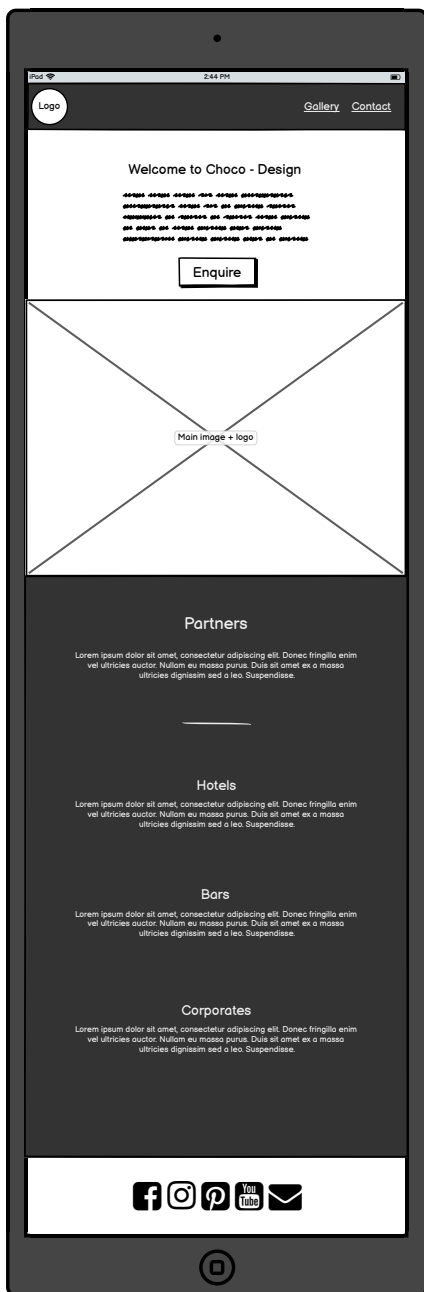 iPad 2:44 PM
Logo Gallery Contact
Welcome to Choco - Design
Enquire
Main image + logo
Partners
Lorem ipsum dolor sit amet, consectetur adipiscing elit. Donec fringilla enim
vel ultricies auctor. Nullam eu massa purus. Duis sit amet ex a massa
ultricies dignissim sed a leo. Suspendisse.
Hotels
Lorem ipsum dolor sit amet, consectetur adipiscing elit. Donec fringilla enim
vel ultricies auctor. Nullam eu massa purus. Duis sit amet ex a massa
ultricies dignissim sed a leo. Suspendisse.
Bars
Lorem ipsum dolor sit amet, consectetur adipiscing elit. Donec fringilla enim
vel ultricies auctor. Nullam eu massa purus. Duis sit amet ex a massa
ultricies dignissim sed a leo. Suspendisse.
Corporates
Lorem ipsum dolor sit amet, consectetur adipiscing elit. Donec fringilla enim
vel ultricies auctor. Nullam eu massa purus. Duis sit amet ex a massa
ultricies dignissim sed a leo. Suspendisse.
You
Tube